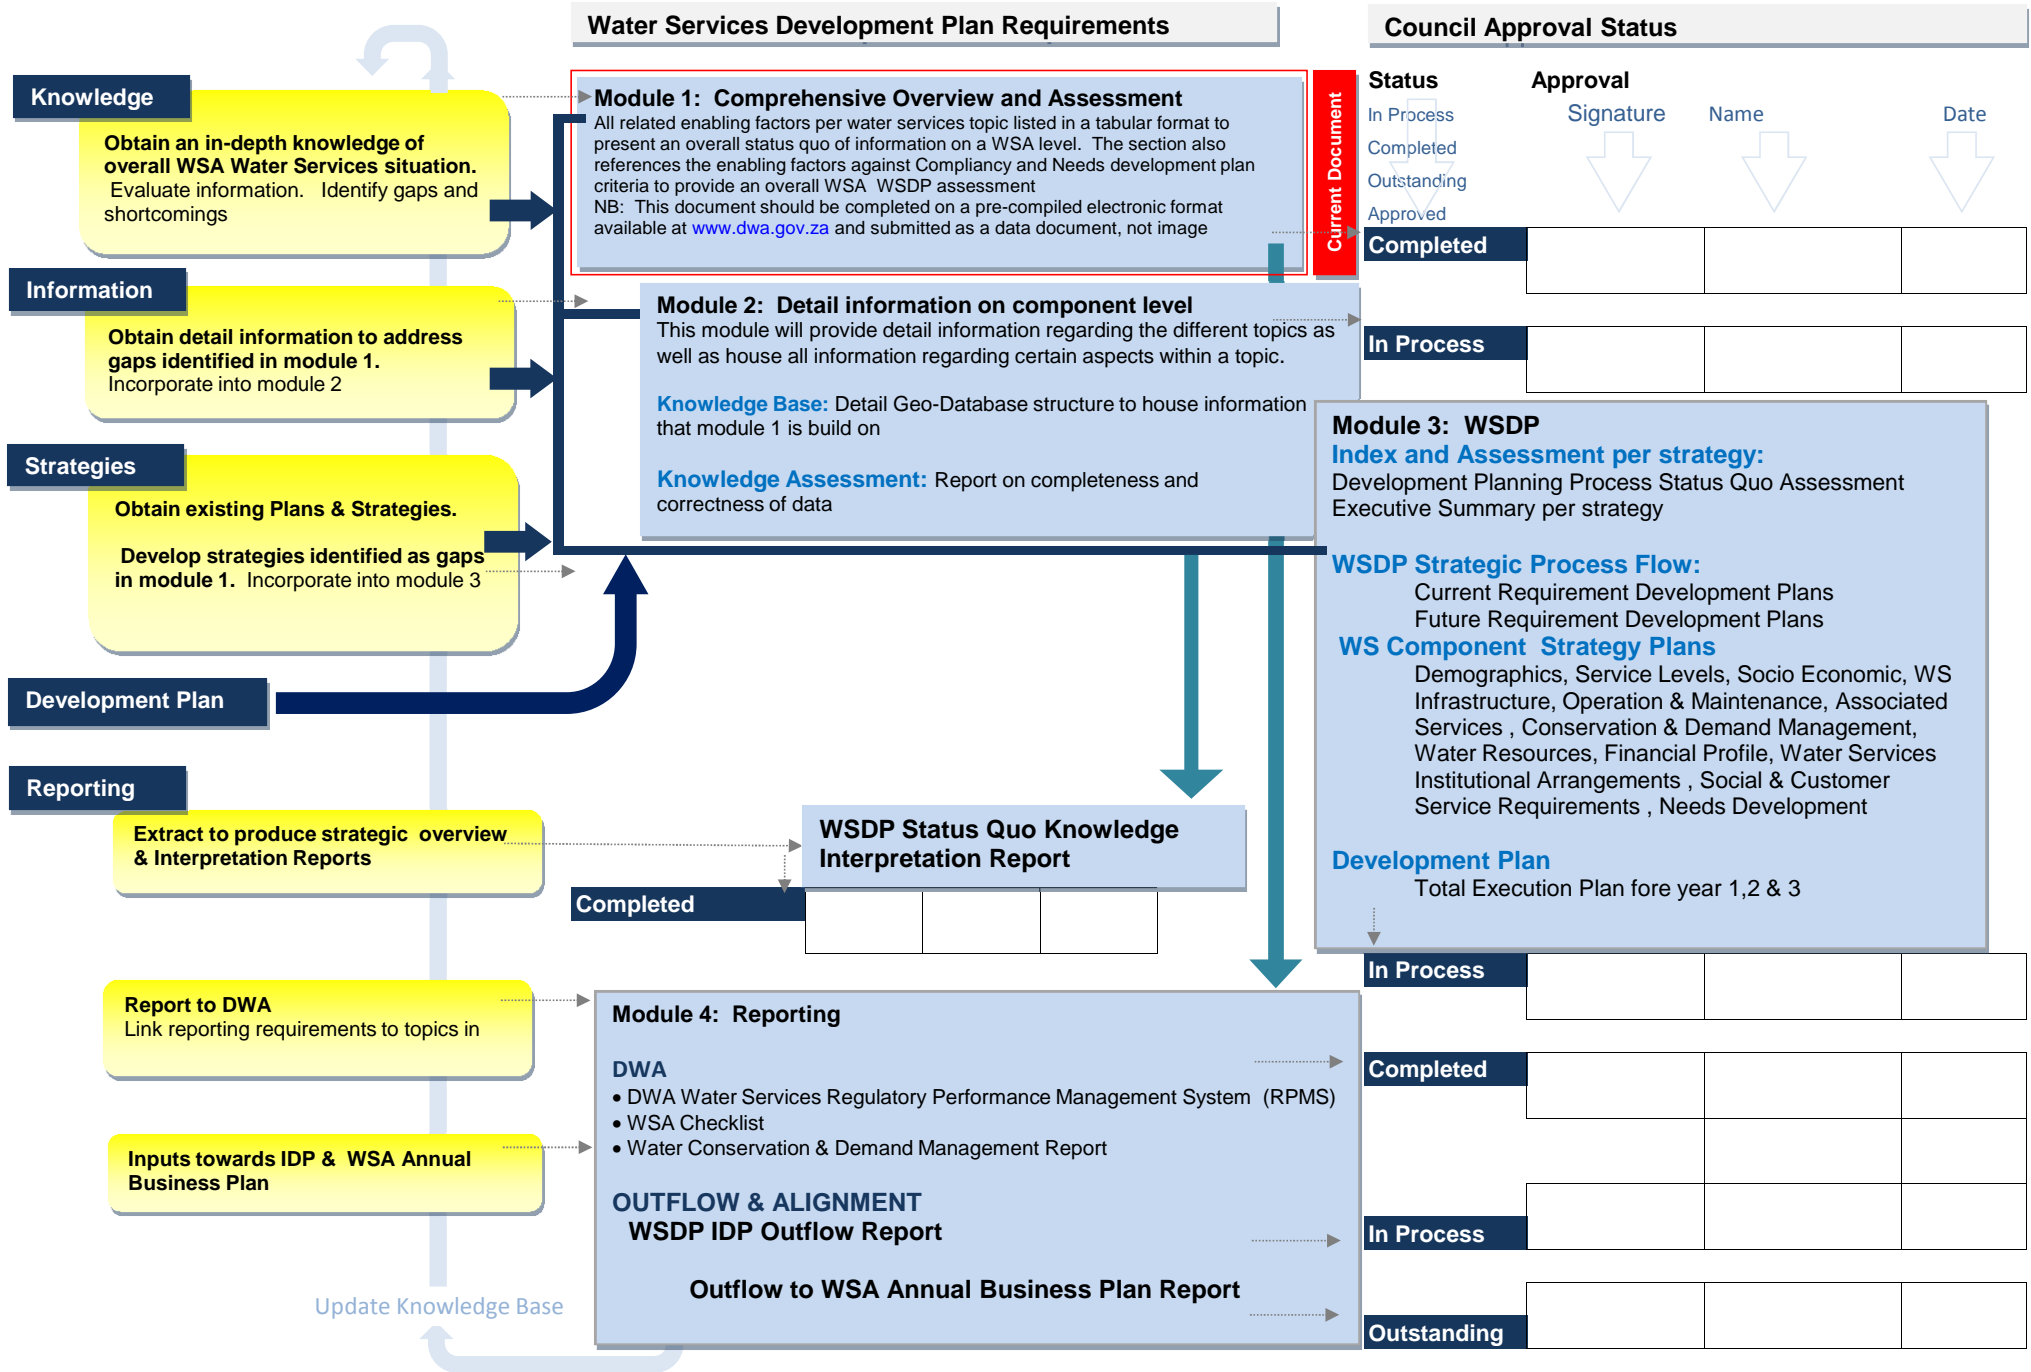 Water Services Development Plan Requirements
Council Approval Status
Knowledge
Obtain an in-depth knowledge of
overall WSA Water Services situation.
Evaluate information.   Identify gaps and
shortcomings
Information
Obtain detail information to address
gaps identified in module 1.
Incorporate into module 2
Strategies
Obtain existing Plans & Strategies.
Develop strategies identified as gaps
in module 1.  Incorporate into module 3
Development Plan
Reporting
Extract to produce strategic  overview
& Interpretation Reports
Report to DWA
Link reporting requirements to topics in
Inputs towards IDP &  WSA Annual
Business Plan
Update Knowledge Base
Module 1:  Comprehensive Overview and Assessment
All related enabling factors per water services topic listed in a tabular format to
present an overall status quo of information on a WSA level.  The section also
references the enabling factors against Compliancy and Needs development plan
criteria to provide an overall WSA  WSDP assessment
NB:  This document should be completed on a pre-compiled electronic format
available at www.dwa.gov.za and submitted as a data document, not image
Current Document
Module 2:  Detail information on component level
This module will provide detail information regarding the different topics as
well as house all information regarding certain aspects within a topic.
Knowledge Base: Detail Geo-Database structure to house information
that module 1 is build on
Knowledge Assessment: Report on completeness and
correctness of data
WSDP Status Quo Knowledge
Interpretation Report
Completed
Module 4:  Reporting
DWA
• DWA Water Services Regulatory Performance Management System  (RPMS)
• WSA Checklist
• Water Conservation & Demand Management Report
OUTFLOW & ALIGNMENT
WSDP IDP Outflow Report
Outflow to WSA Annual Business Plan Report
Status
Approval
In Process
Completed
Outstanding
Approved
Signature
Name
Date
Completed
In Process
Module 3:  WSDP
Index and Assessment per strategy:
Development Planning Process Status Quo Assessment
Executive Summary per strategy
WSDP Strategic Process Flow:
Current Requirement Development Plans
Future Requirement Development Plans
WS Component  Strategy Plans
Demographics, Service Levels, Socio Economic, WS
Infrastructure, Operation & Maintenance, Associated
Services , Conservation & Demand Management,
Water Resources, Financial Profile, Water Services
Institutional Arrangements , Social & Customer
Service Requirements , Needs Development
Development Plan
Total Execution Plan fore year 1,2 & 3
In Process
Completed
In Process
Outstanding